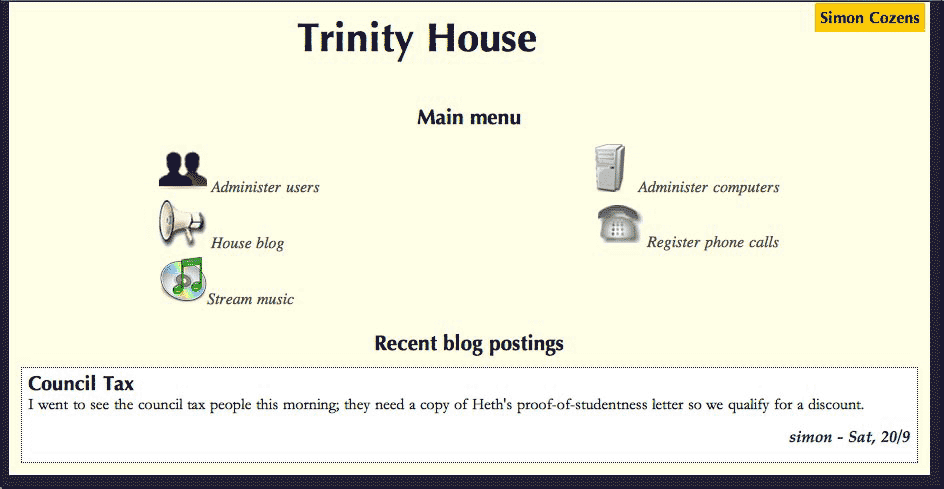 Simon Cozens
Trinity House
Main menu
Administer users
Administer computers
House blog
Register phone calls
Stream music
Recent blog postings
Council Tax
I went to see the council tax people this morning; they need a copy of Heth's proof-of-studentness letter so we qualify for a discount.
simon - Sat, 20/9